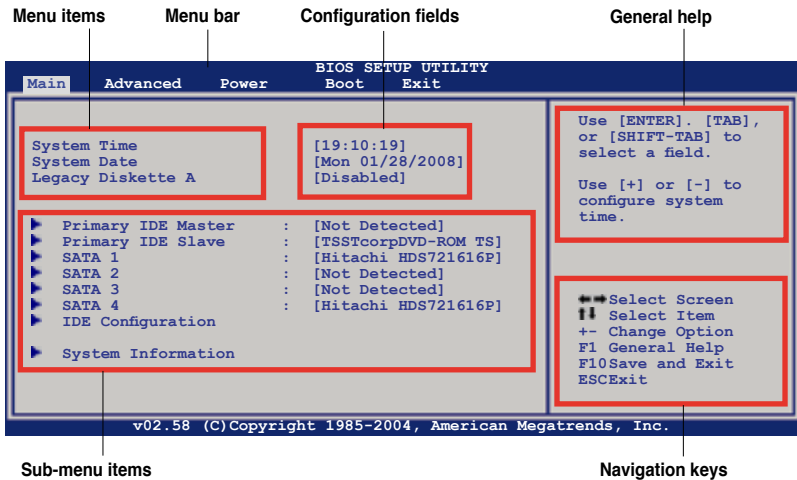 Menu items Menu bar Configuration fields General help
BIOS SETUP UTILITY
Main Advanced Power Boot Exit
System Time [19:10:19]
System Date [Mon 01/28/2008]
Legacy Diskette A [Disabled]
Primary IDE Master : [Not Detected]
Primary IDE Slave : [TSSTcorpDVD-ROM TS]
SATA 1 : [Hitachi HDS721616P]
SATA 2 : [Not Detected]
SATA 3 : [Not Detected]
SATA 4 : [Hitachi HDS721616P]
IDE Configuration
System Information
Use [ENTER]. [TAB],
or [SHIFT-TAB] to
select a field.
Use [+] or [-] to
configure system
time.
Select Screen
Select Item
+- Change Option
F1 General Help
F10Save and Exit
ESCExit
v02.58 (C)Copyright 1985-2004, American Megatrends, Inc.
Sub-menu items Navigation keys